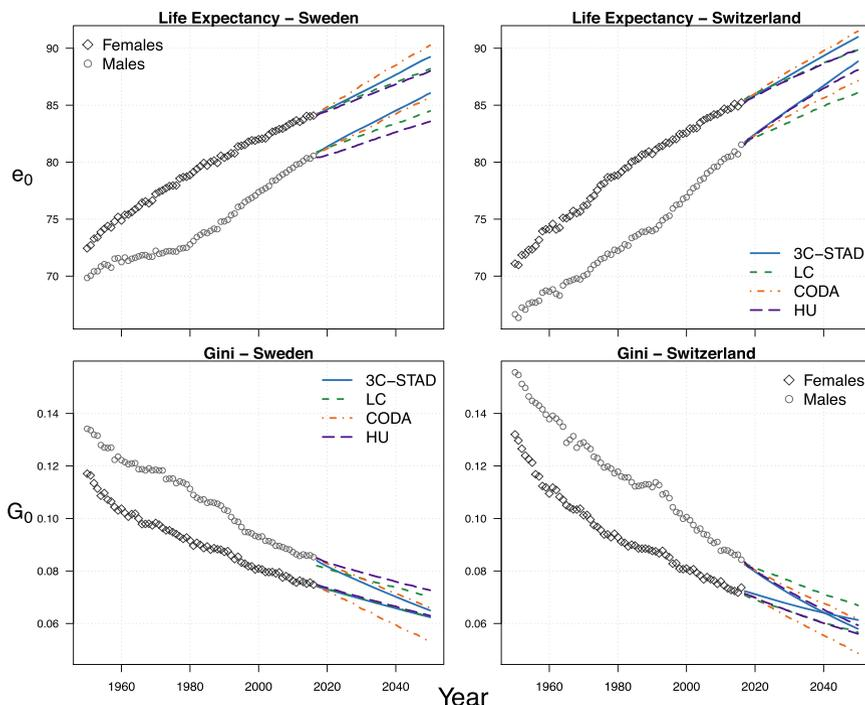 Life Expectancy – Sweden
Life Expectancy – Switzerland
90
85
80
75
70
e0
Females
Males
90
85
80
75
70
3C–STAD
LC
CODA
HU
Gini – Sweden
Gini – Switzerland
0.14
0.12
0.10
0.08
0.06
G0
3C–STAD
LC
CODA
HU
0.14
0.12
0.10
0.08
0.06
Females
Males
1960 1980 2000 2020 2040
1960 1980 2000 2020 2040
Year